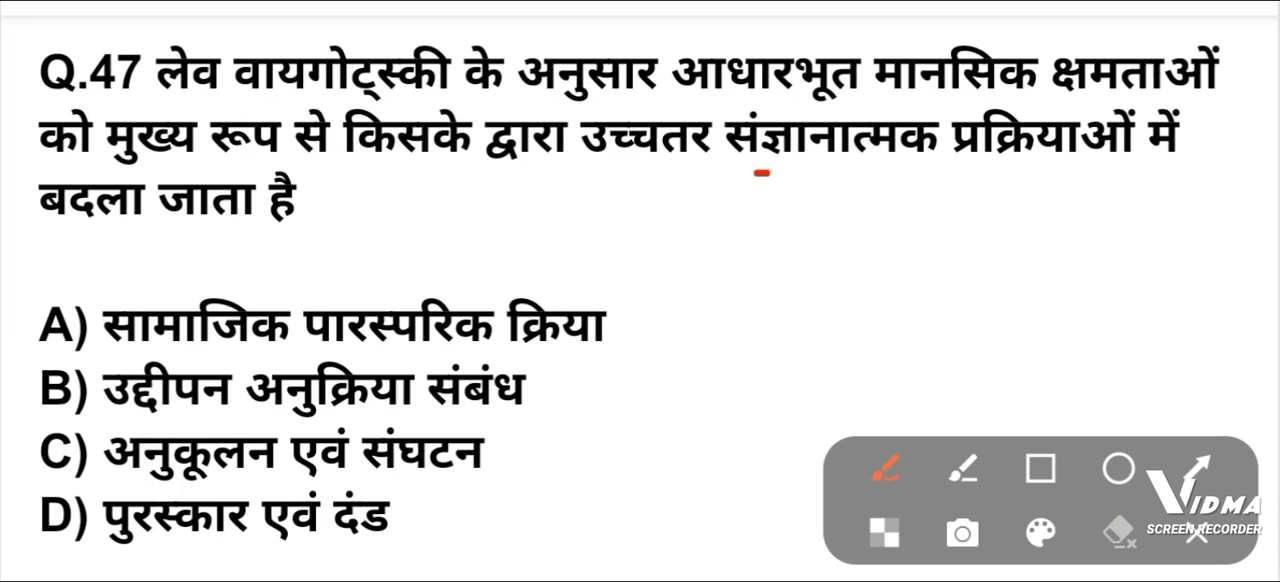 Q.47 लेव वायगोट्स्की के अनुसार आधारभूत मानसिक क्षमताओं
को मुख्य रूप से किसके द्वारा उच्चतर संज्ञानात्मक प्रक्रियाओं में
बदला जाता है
A) सामाजिक पारस्परिक क्रिया
B) उद्दीपन अनुक्रिया संबंध
C) अनुकूलन एवं संघटन
D) पुरस्कार एवं दंड
VIDMA
SCREEN RECORDER